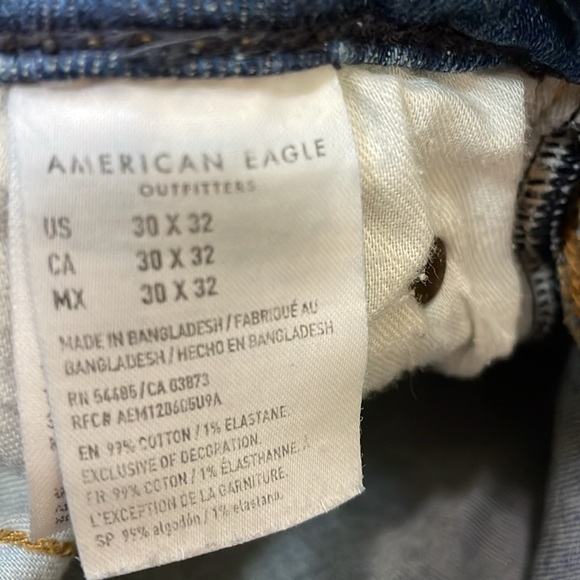 AMERICAN EAGLE
OUTFITTERS
US 30 X 32
CA 30 X 32
MX 30 X 32
MADE IN BANGLADESH / FABRIQUÉ AU
BANGLADESH / HECHO EN BANGLADESH
RN 54485 / CA 03873
RFC# AEM1206D5U9A
EN 99% COTTON / 1% ELASTANE.
EXCLUSIVE OF DECORATION.
FR 99% COTON / 1% ÉLASTHANNE. À
L'EXCEPTION DE LA GARNITURE.
SP 99% algodón / 1% elastano.